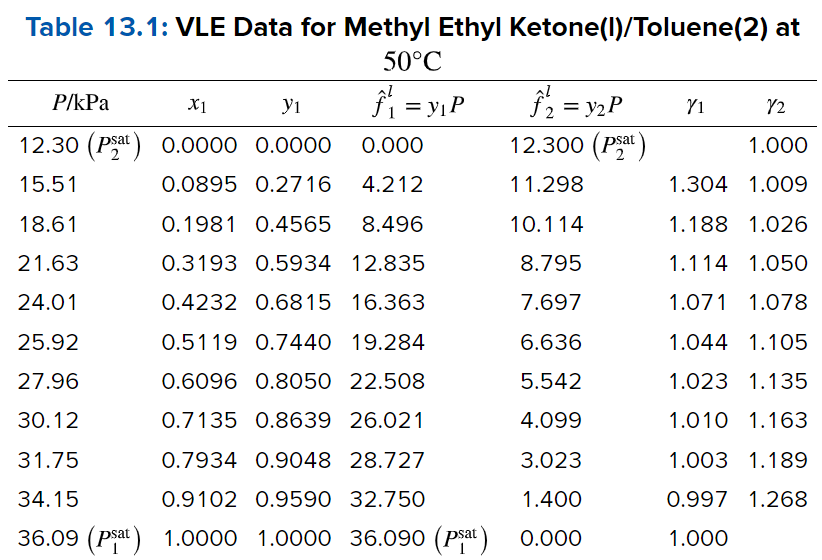 Table 13.1: VLE Data for Methyl Ethyl Ketone(l)/Toluene(2) at
50°C
P/kPa x₁ y₁ f̂₁ˡ = y₁P f̂₂ˡ = y₂P γ₁ γ₂
12.30 (P₂ˢᵃᵗ) 0.0000 0.0000 0.000 12.300 (P₂ˢᵃᵗ) 1.000
15.51 0.0895 0.2716 4.212 11.298 1.304 1.009
18.61 0.1981 0.4565 8.496 10.114 1.188 1.026
21.63 0.3193 0.5934 12.835 8.795 1.114 1.050
24.01 0.4232 0.6815 16.363 7.697 1.071 1.078
25.92 0.5119 0.7440 19.284 6.636 1.044 1.105
27.96 0.6096 0.8050 22.508 5.542 1.023 1.135
30.12 0.7135 0.8639 26.021 4.099 1.010 1.163
31.75 0.7934 0.9048 28.727 3.023 1.003 1.189
34.15 0.9102 0.9590 32.750 1.400 0.997 1.268
36.09 (P₁ˢᵃᵗ) 1.0000 1.0000 36.090 (P₁ˢᵃᵗ) 0.000 1.000